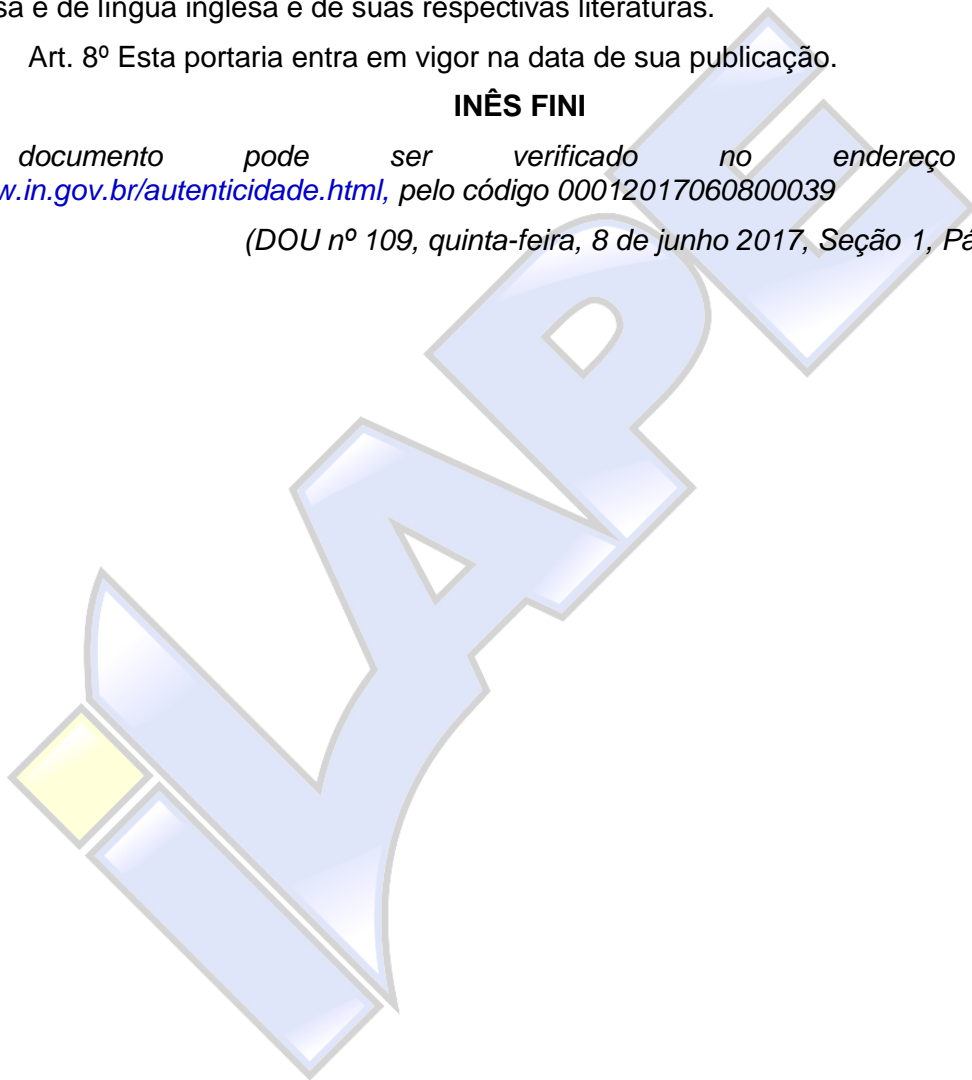 sa e de língua inglesa e de suas respectivas literaturas.
Art. 8º Esta portaria entra em vigor na data de sua publicação.
INÊS FINI
documento pode ser verificado no endereço
w.in.gov.br/autenticidade.html, pelo código 00012017060800039
(DOU nº 109, quinta-feira, 8 de junho 2017, Seção 1, Pá
iLAPE